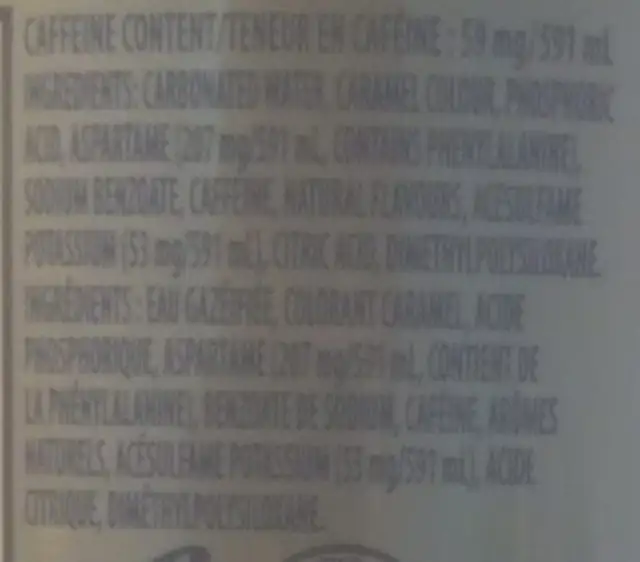 CAFFEINE CONTENT/TENEUR EN CAFÉINE : 59 mg/591 mL
INGREDIENTS: CARBONATED WATER, CARAMEL COLOUR, PHOSPHORIC
ACID, ASPARTAME (207 mg/591 mL, CONTAINS PHENYLALANINE),
SODIUM BENZOATE, CAFFEINE, NATURAL FLAVOURS, ACESULFAME
POTASSIUM (53 mg/591 mL), CITRIC ACID, DIMETHYLPOLYSILOXANE.
INGRÉDIENTS : EAU GAZÉIFIÉE, COLORANT CARAMEL, ACIDE
PHOSPHORIQUE, ASPARTAME (207 mg/591 mL, CONTIENT DE
LA PHÉNYLALANINE), BENZOATE DE SODIUM, CAFÉINE, ARÔMES
NATURELS, ACÉSULFAME POTASSIUM (53 mg/591 mL), ACIDE
CITRIQUE, DIMÉTHYLPOLYSILOXANE.